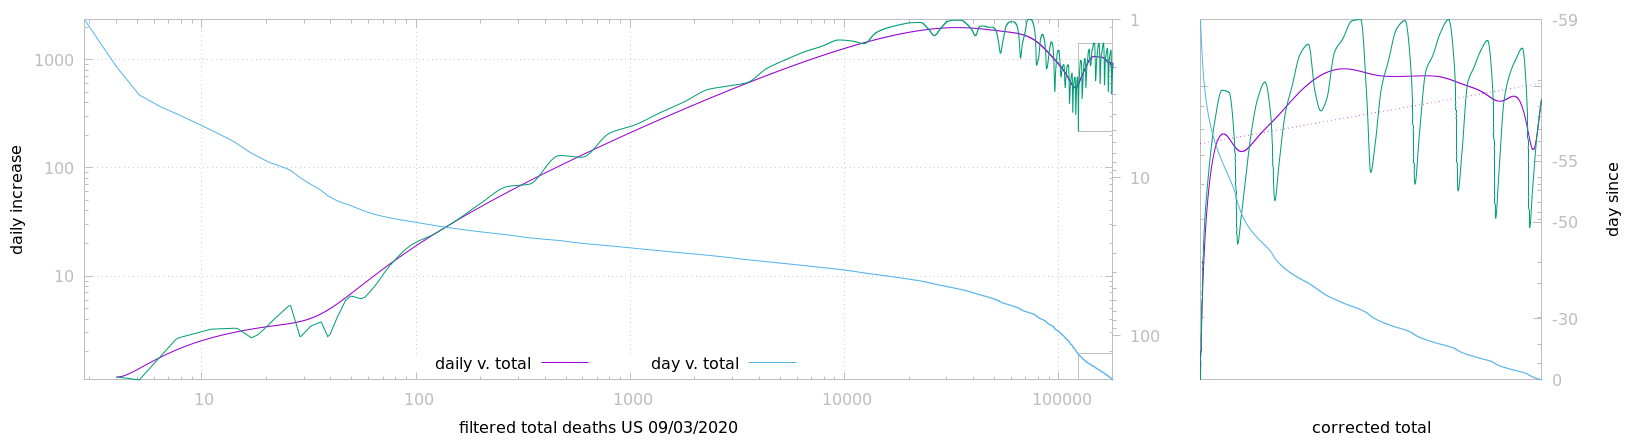 daily increase
1000
100
10
daily v. total
day v. total
10
100
1000
10000
100000
filtered total deaths US 09/03/2020
1
10
100
-59
-55
-50
-30
0
day since
corrected total